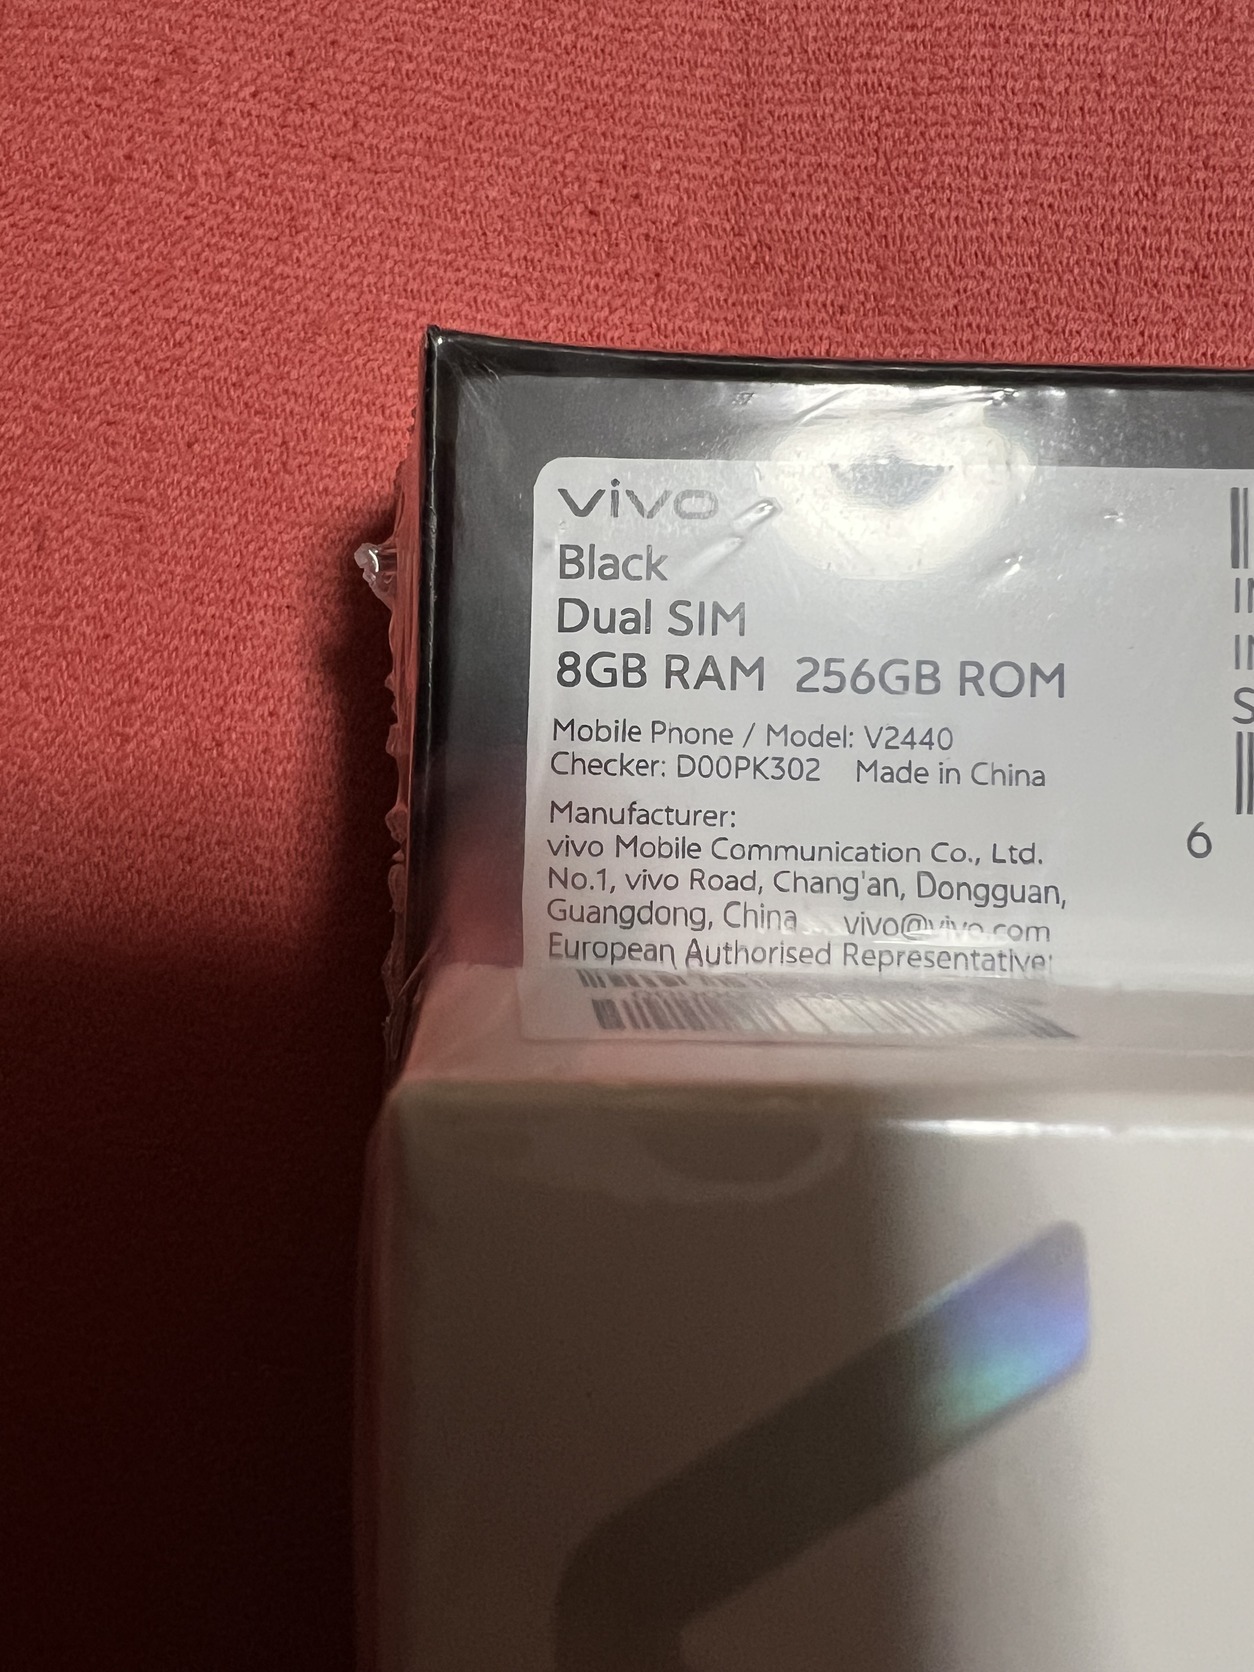 vivo
Black
Dual SIM
8GB RAM 256GB ROM
Mobile Phone / Model: V2440
Checker: D00PK302 Made in China
Manufacturer:
vivo Mobile Communication Co., Ltd.
No.1, vivo Road, Chang'an, Dongguan,
Guangdong, China vivo@vivo.com
European Authorised Representative:
6